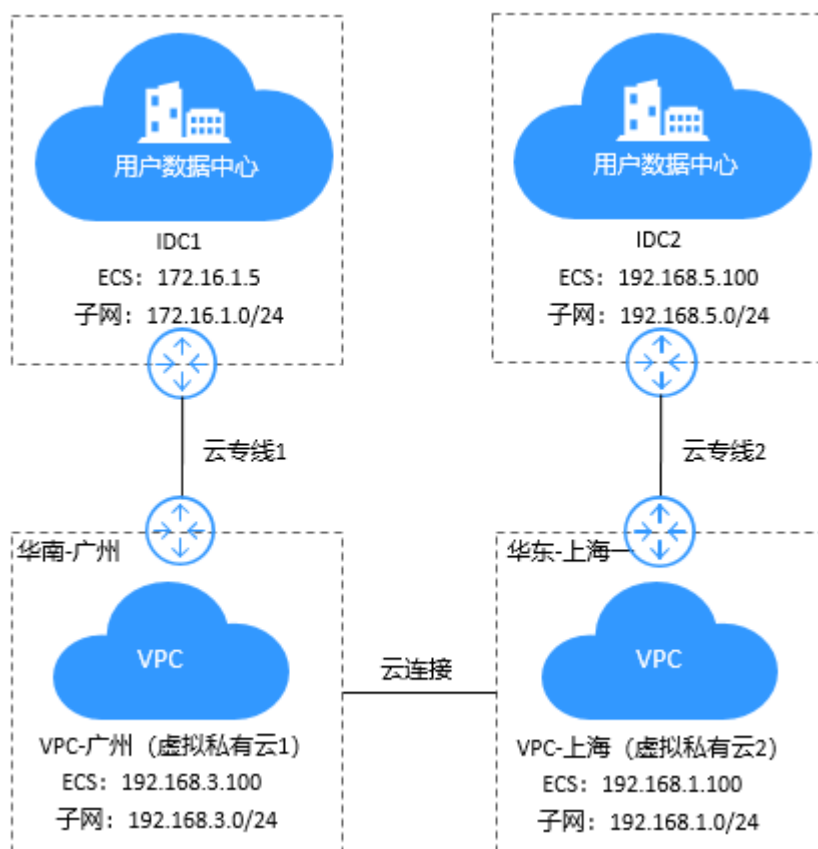 用户数据中心
IDC1
ECS：172.16.1.5
子网：172.16.1.0/24
用户数据中心
IDC2
ECS：192.168.5.100
子网：192.168.5.0/24
云专线1
云专线2
华南-广州
VPC
VPC-广州（虚拟私有云1）
ECS：192.168.3.100
子网：192.168.3.0/24
云连接
华东-上海一
VPC
VPC-上海（虚拟私有云2）
ECS：192.168.1.100
子网：192.168.1.0/24